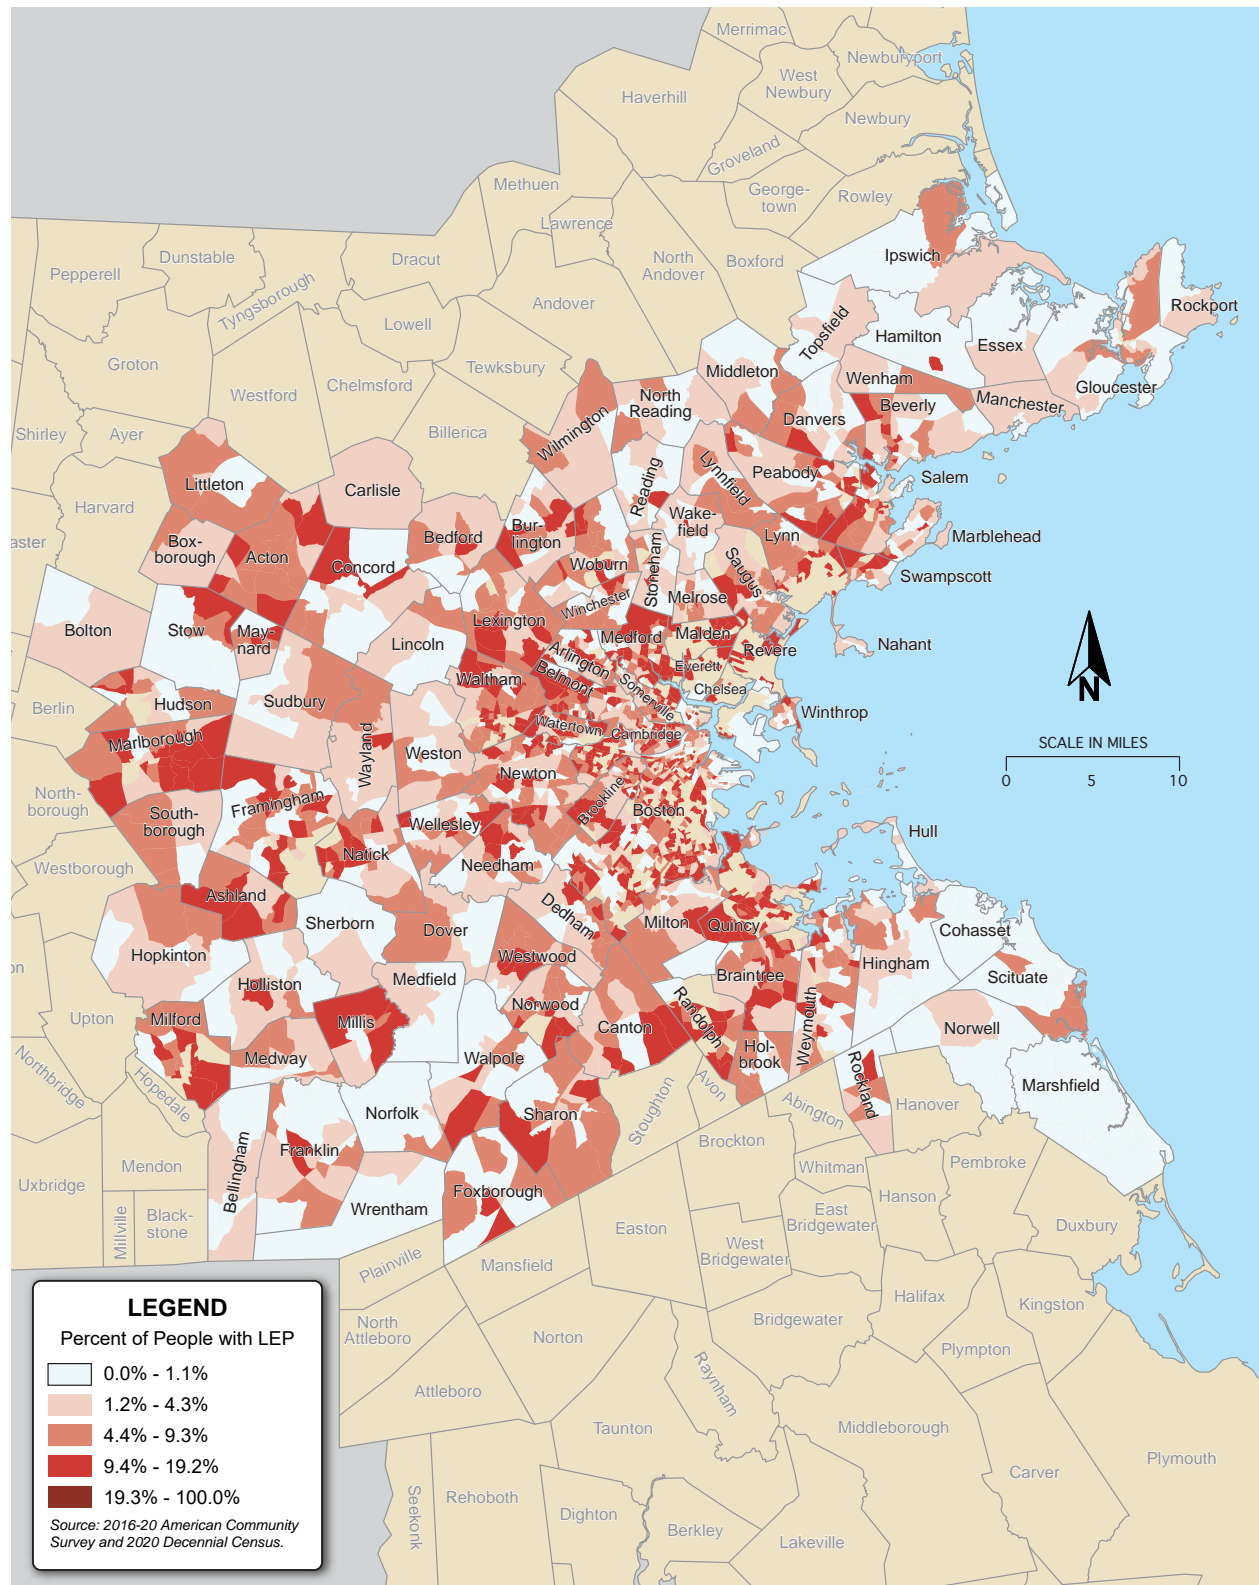 Merrimac
Newburyport
West
Newbury
Haverhill
Newbury
Groveland
Methuen
George-
town
Rowley
Lawrence
Ipswich
North
Andover
Boxford
Dunstable
Dracut
Pepperell
Tyngsborough
Andover
Rockport
Lowell
Topsfield
Hamilton
Essex
Groton
Tewksbury
Middleton
Chelmsford
Westford
Wenham
Gloucester
North
Reading
Manchester
Beverly
Danvers
Wilmington
Billerica
Shirley
Ayer
Peabody
Lynnfield
Salem
Littleton
Carlisle
Reading
Harvard
Wake-
field
Marblehead
Lynn
aster
Box-
borough
Acton
Bedford
Bur-
lington
Concord
Woburn
Stoneham
Saugus
Swampscott
Winchester
Melrose
Bolton
Stow
May-
nard
Lincoln
Lexington
Medford
Malden
Revere
Nahant
Arlington
Everett
N
Belmont
Waltham
Chelsea
Somerville
Hudson
Sudbury
Berlin
Winthrop
Watertown
Cambridge
Marlborough
SCALE IN MILES
Wayland
Weston
0
5
10
Newton
North-
borough
Framingham
Brookline
Boston
South-
borough
Wellesley
Hull
Natick
Needham
Westborough
Ashland
Sherborn
Dedham
Milton
Quincy
Dover
Cohasset
Hopkinton
Westwood
Hingham
on
Medfield
Braintree
Scituate
Holliston
Norwood
Upton
Milford
Millis
Canton
Randolph
Weymouth
Norwell
Medway
Walpole
Hol-
brook
Northbridge
Hopedale
Rockland
Marshfield
Avon
Stoughton
Norfolk
Sharon
Abington
Hanover
Franklin
Brockton
Bellingham
Mendon
Whitman
Pembroke
Uxbridge
Foxborough
Hanson
Wrentham
Millville
Black-
stone
East
Bridgewater
Easton
Duxbury
West
Bridgewater
Plainville
Mansfield
Halifax
Kingston
North
Attleboro
Norton
Bridgewater
Plympton
Raynham
Attleboro
Taunton
Middleborough
Plymouth
Carver
Seekonk
Rehoboth
Dighton
Berkley
Lakeville
LEGEND
Percent of People with LEP
0.0% - 1.1%
1.2% - 4.3%
4.4% - 9.3%
9.4% - 19.2%
19.3% - 100.0%
Source: 2016-20 American Community
Survey and 2020 Decennial Census.